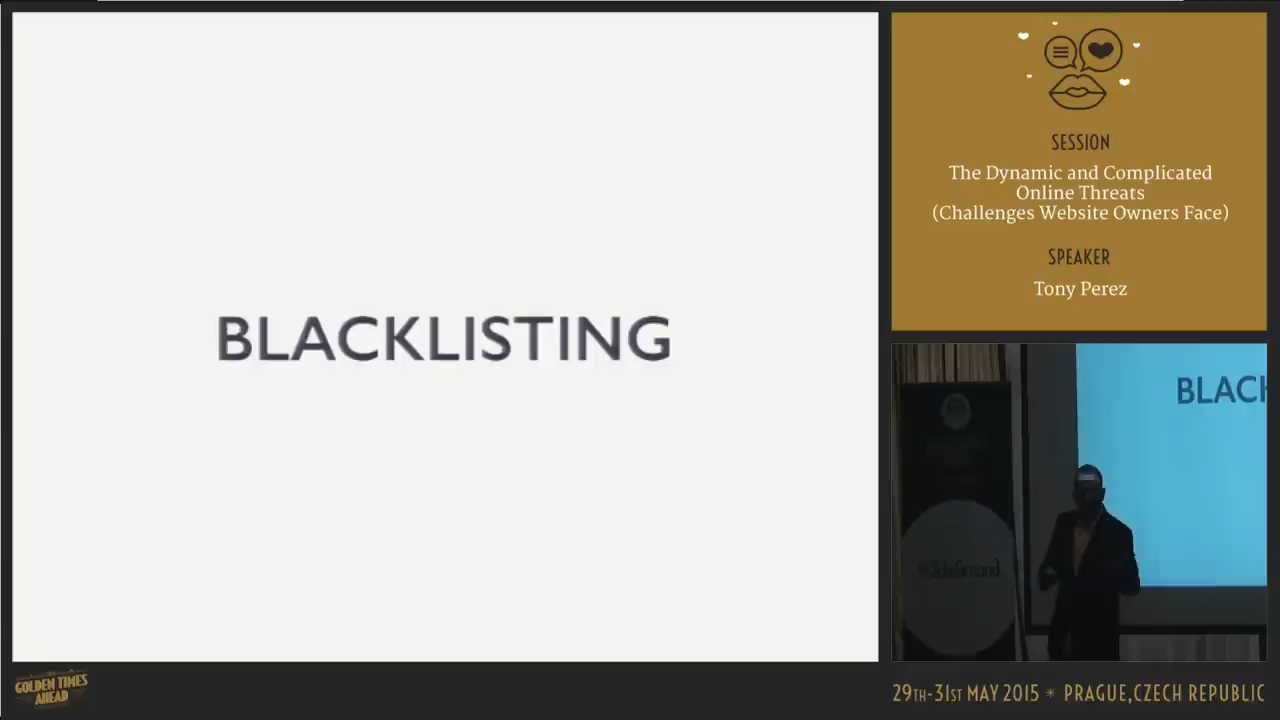 BLACKLISTING
SESSION
The Dynamic and Complicated
Online Threats
(Challenges Website Owners Face)
SPEAKER
Tony Perez
BLACK
GOLDEN TIMES
AHEAD
29TH-31ST MAY 2015 * PRAGUE,CZECH REPUBLIC